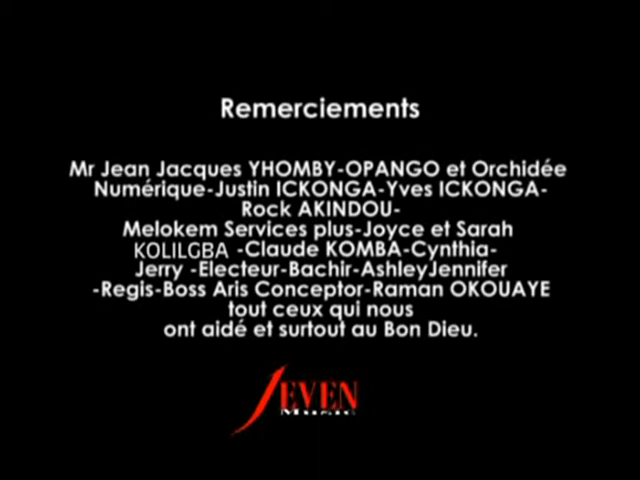 Remerciements
Mr Jean Jacques YHOMBY-OPANGO et Orchidée
Numérique-Justin ICKONGA-Yves ICKONGA-
Rock AKINDOU-
Melokem Services plus-Joyce et Sarah
KOLILGBA -Claude KOMBA-Cynthia-
Jerry -Electeur-Bachir-AshleyJennifer
-Regis-Boss Aris Conceptor-Raman OKOUAYE
tout ceux qui nous
ont aidé et surtout au Bon Dieu.
SEVEN
Music